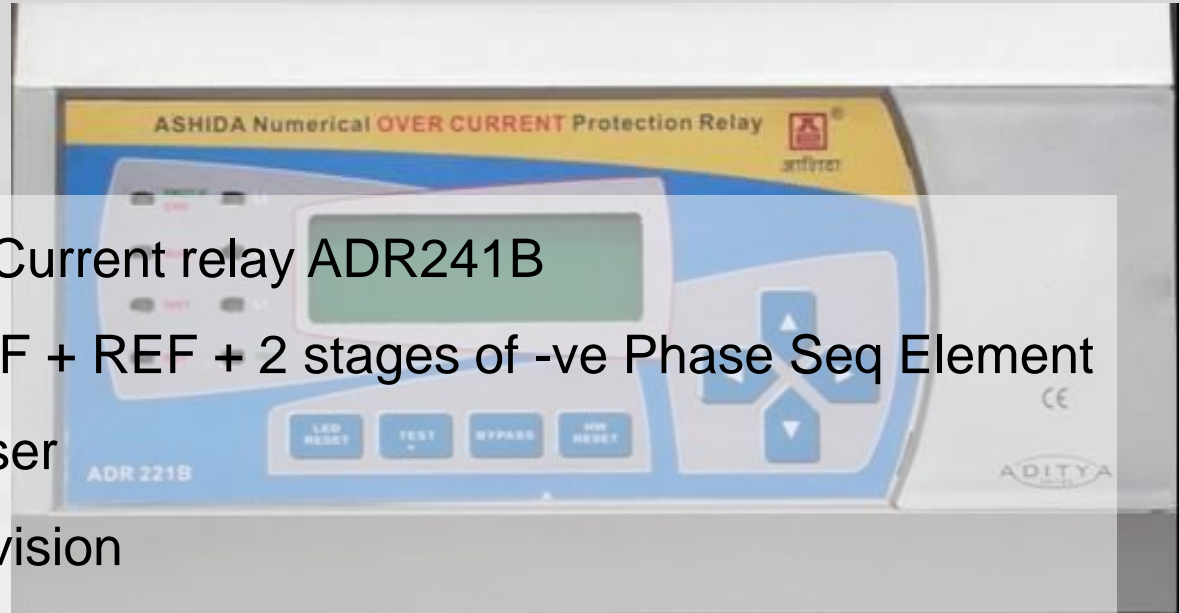 ASHIDA Numerical OVER CURRENT Protection Relay
®
आशिदा
Current relay ADR241B
F + REF + 2 stages of -ve Phase Seq Element
ser
vision
LED RESET
TEST
BYPASS
HW RESET
ADR 221B
CE
ADITYA